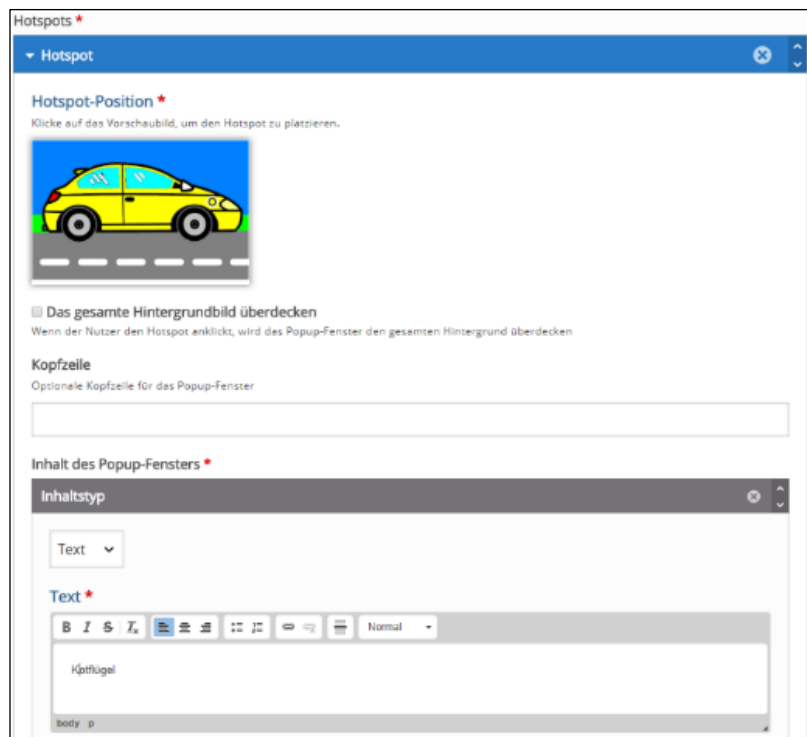 Hotspots *
Hotspot
Hotspot-Position *
Klicke auf das Vorschaubild, um den Hotspot zu platzieren.
Das gesamte Hintergrundbild überdecken
Wenn der Nutzer den Hotspot anklickt, wird das Popup-Fenster den gesamten Hintergrund überdecken
Kopfzeile
Optionale Kopfzeile für das Popup-Fenster
Inhalt des Popup-Fensters *
Inhaltstyp
Text
Text *
B I S Tx Normal
Kotflügel
body p